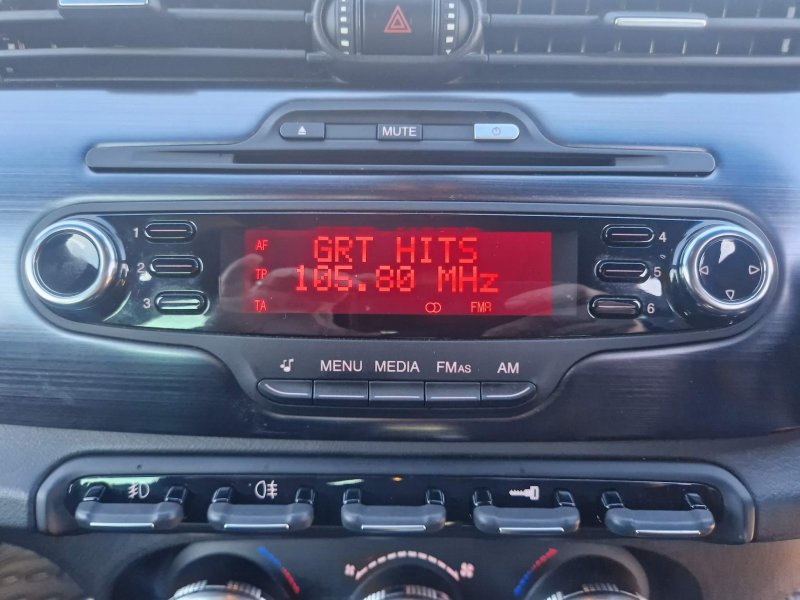 MUTE
1
2
3
AF GRT HITS
TP 105.80 MHz
TA FMA
4
5
6
MENU MEDIA FMAS AM